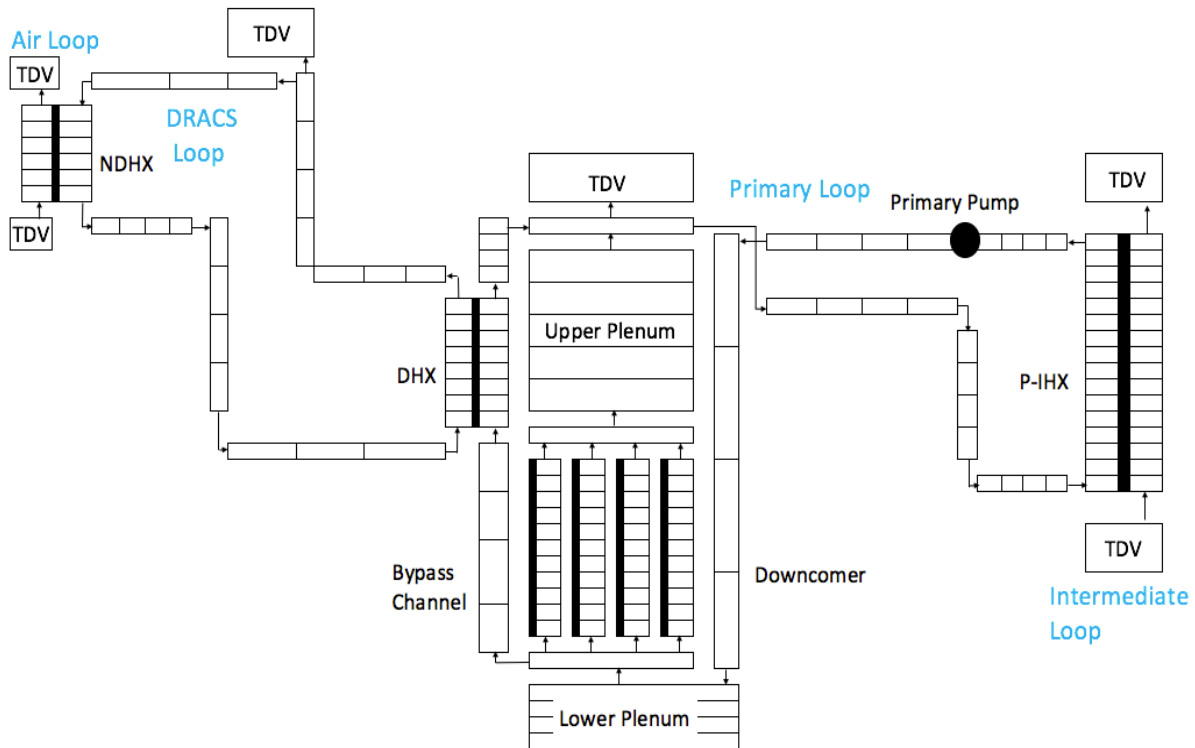 Air Loop
TDV
TDV
DRACS
Loop
NDHX
TDV
TDV
Primary Loop
Primary Pump
TDV
Upper Plenum
DHX
P-IHX
TDV
Bypass
Channel
Downcomer
Intermediate
Loop
Lower Plenum